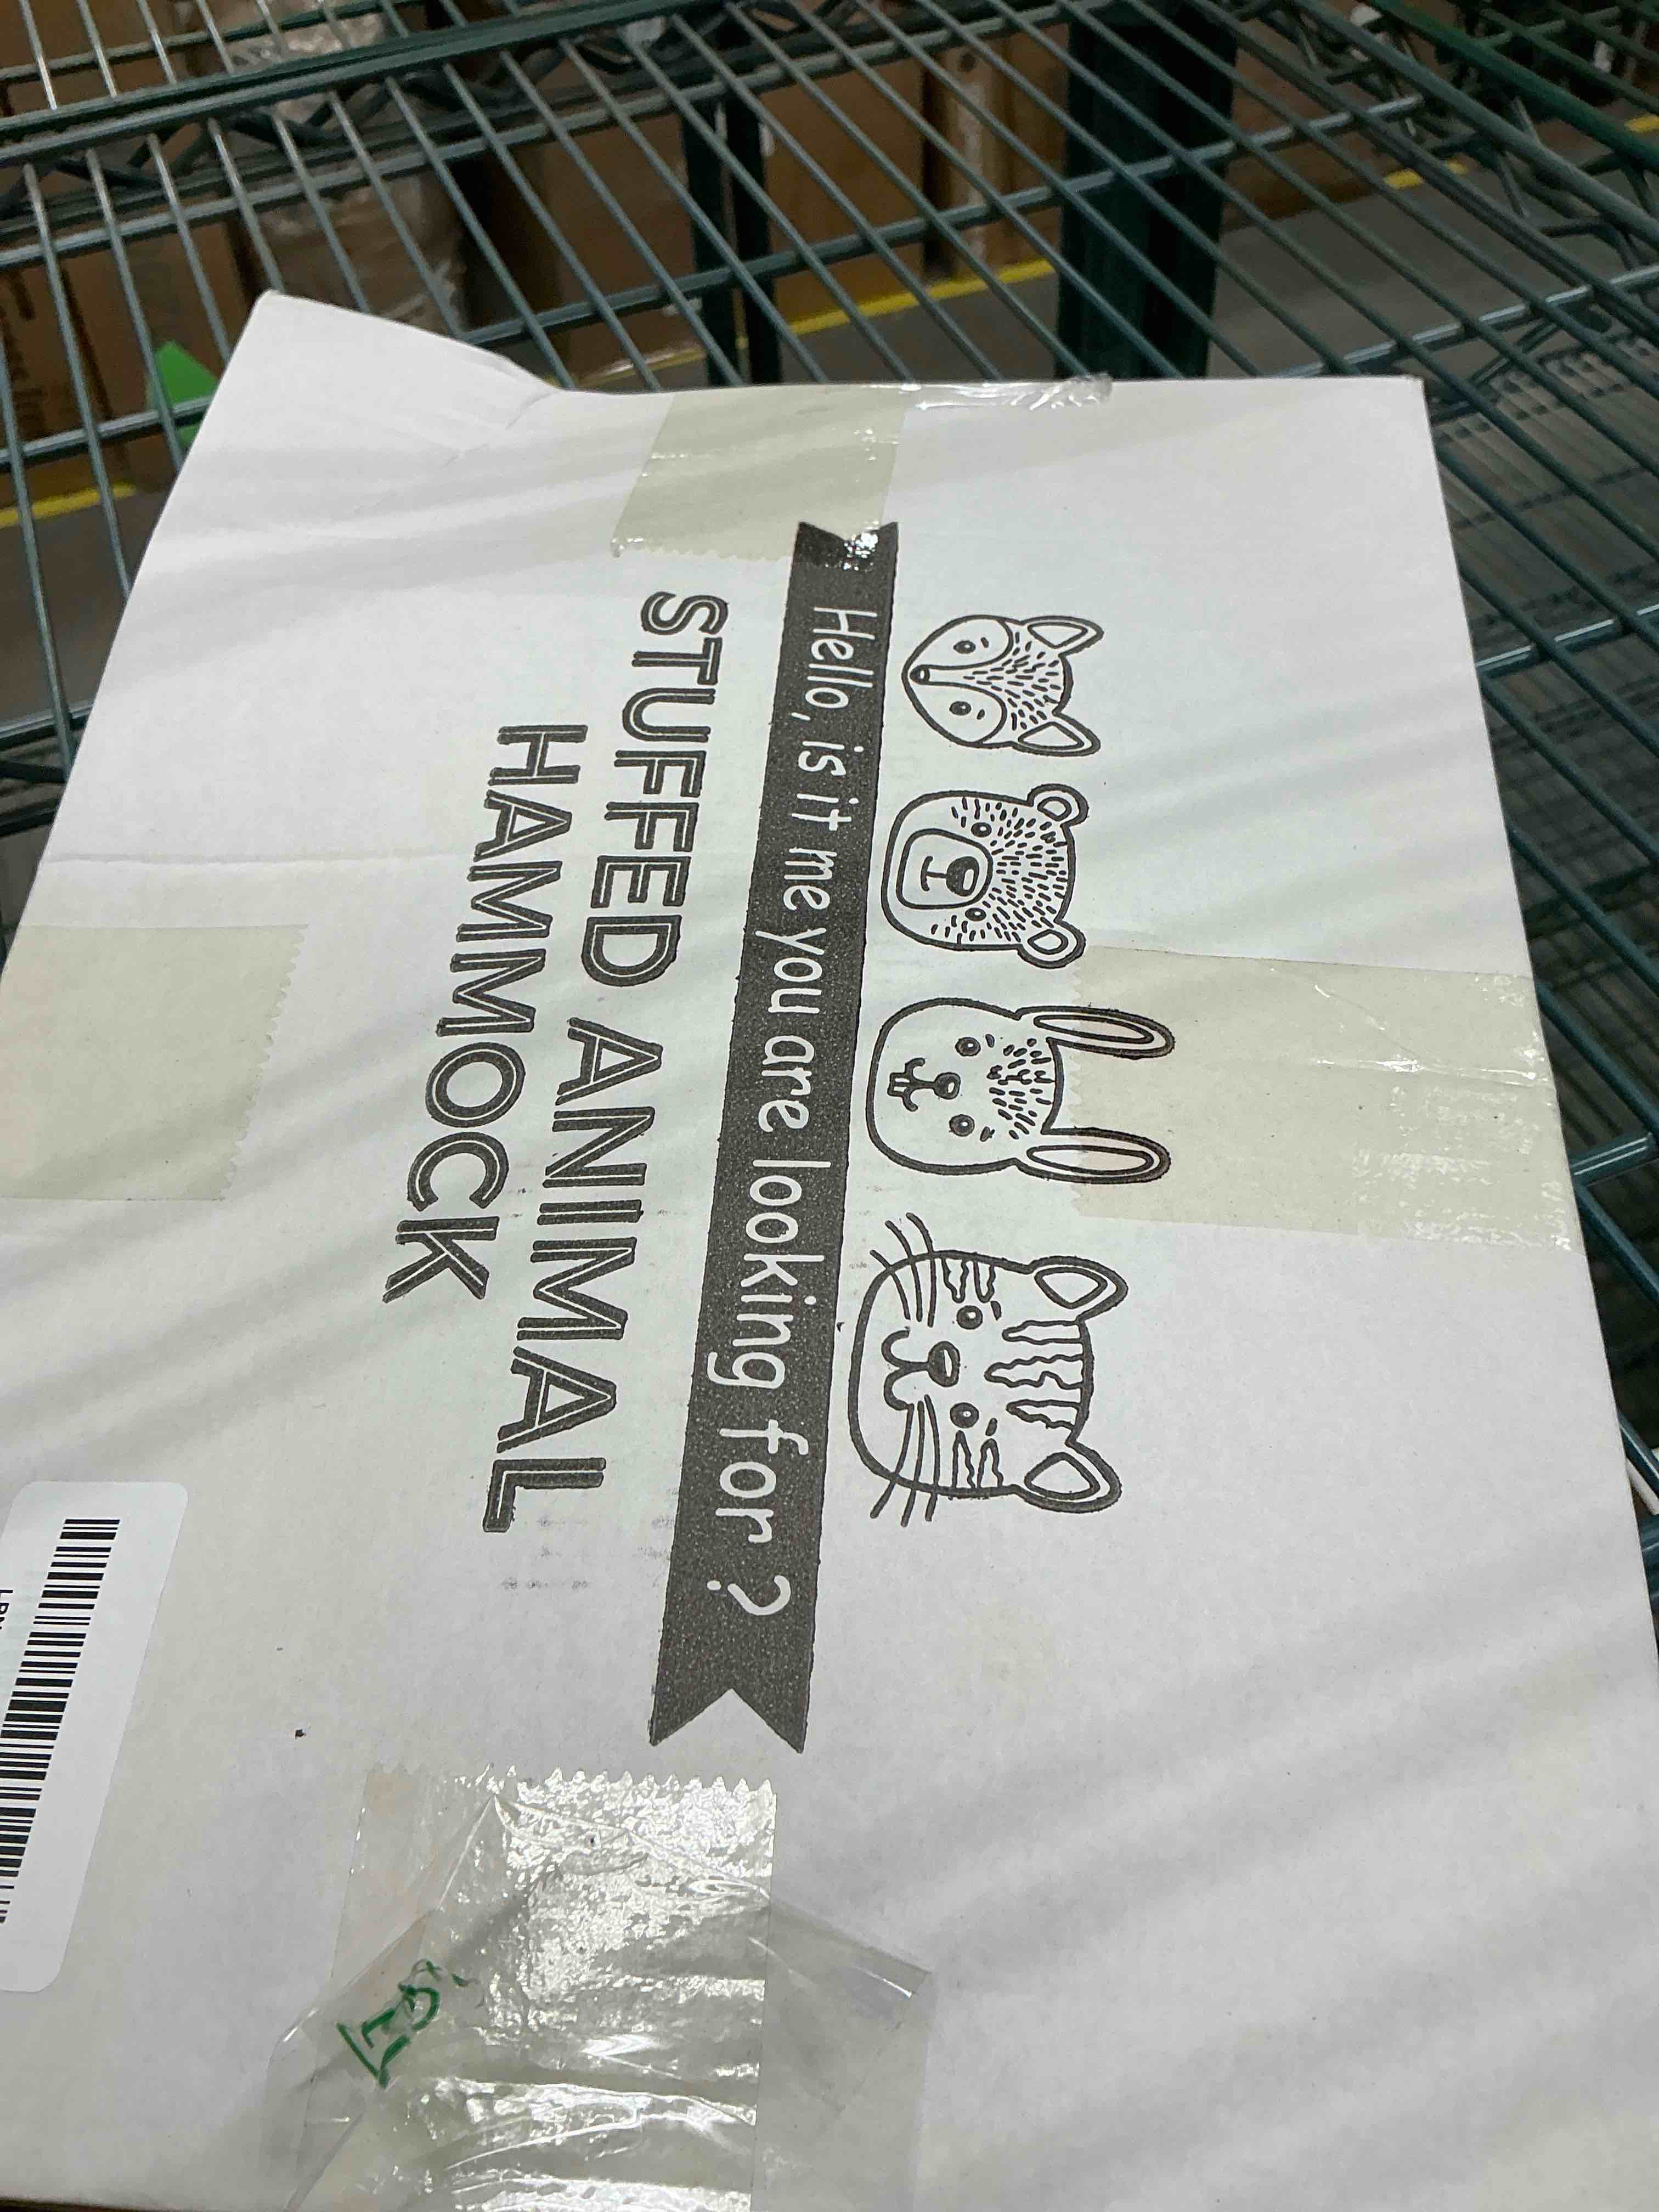 Hello, is it me you are looking for ?
STUFFED ANIMAL
HAMMOCK